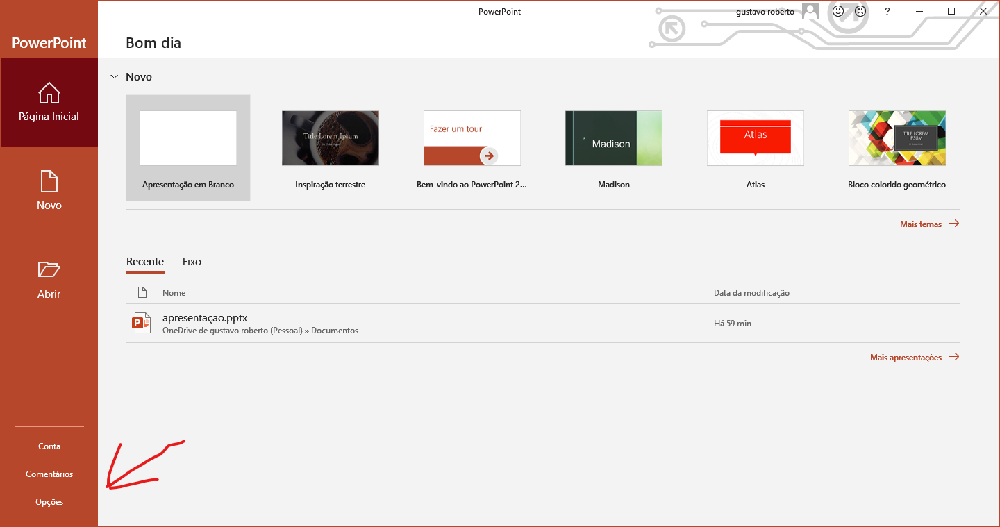 PowerPoint
gustavo roberto
?
PowerPoint
Bom dia
Página Inicial
Novo
Abrir
Conta
Comentários
Opções
Novo
Title Lorem Ipsum
Fazer um tour
Madison
Atlas
TITLE LOREM
IPSUM
Apresentação em Branco
Inspiração terrestre
Bem-vindo ao PowerPoint 2...
Madison
Atlas
Bloco colorido geométrico
Mais temas
Recente
Fixo
Nome
Data da modificação
P
apresentaçao.pptx
OneDrive de gustavo roberto (Pessoal) » Documentos
Há 59 min
Mais apresentações